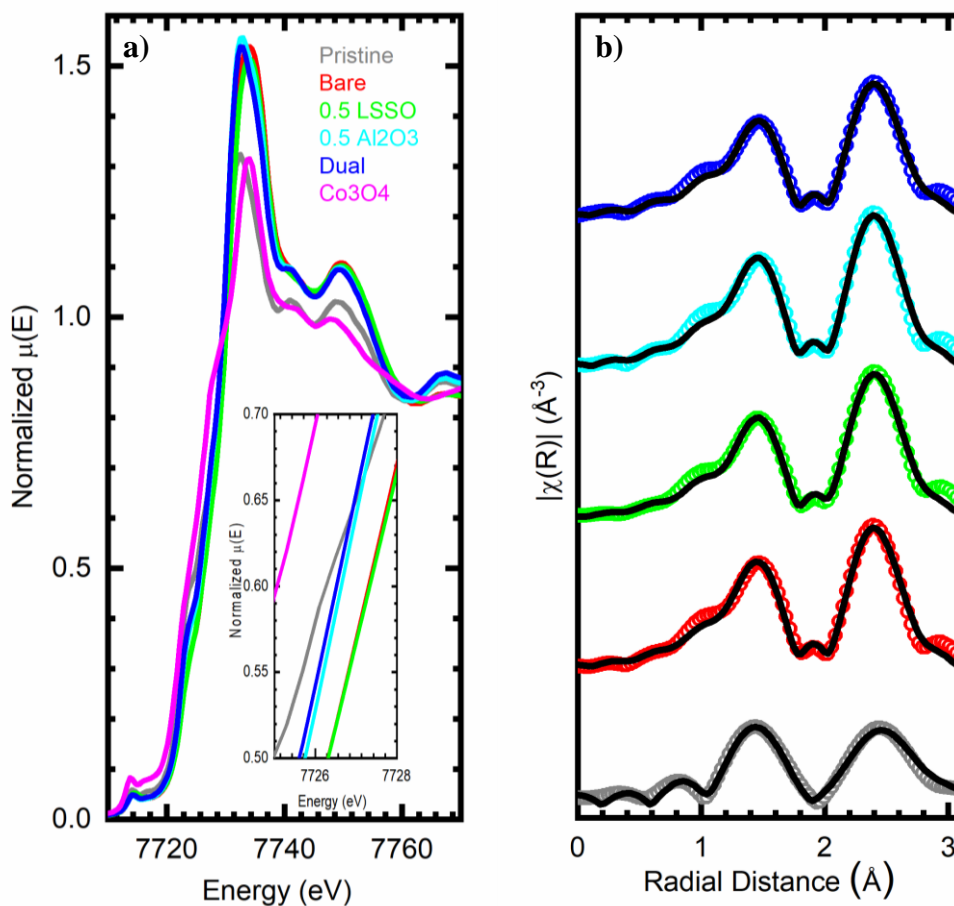 a)
Pristine
Bare
0.5 LSSO
0.5 Al2O3
Dual
Co3O4
1.5
1.0
0.5
0.0
Normalized μ(E)
7720 7740 7760
Energy (eV)
0.70
0.65
0.60
0.55
0.50
Normalized μ(E)
7726 7728
Energy (eV)
b)
|χ(R)| (Å-3)
0 1 2 3
Radial Distance (Å)